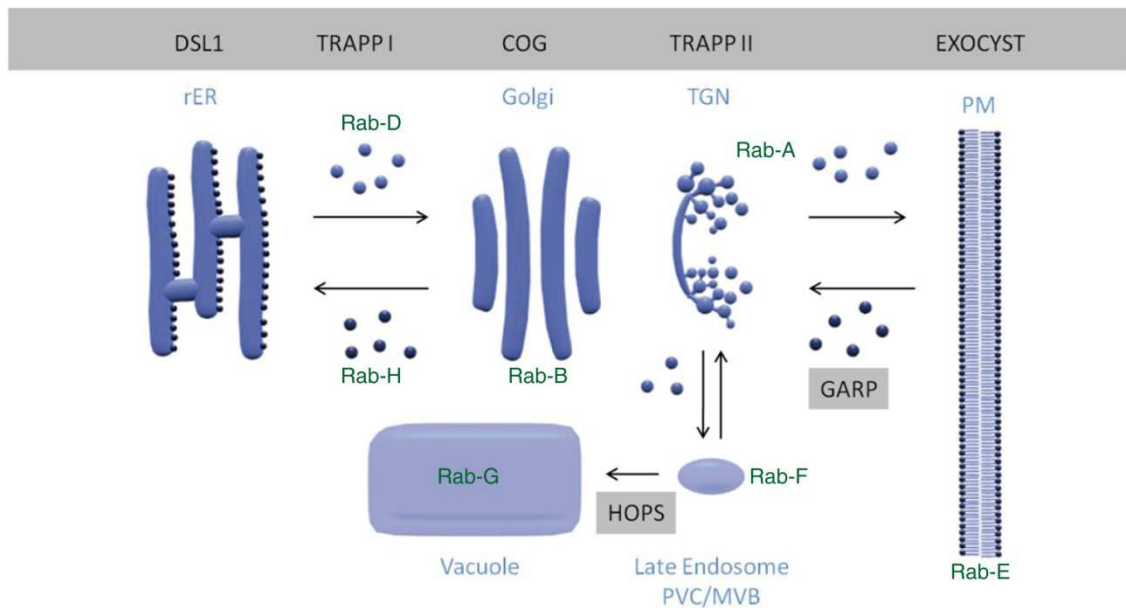 DSL1 TRAPP I COG TRAPP II EXOCYST
rER Golgi TGN PM
Rab-D
Rab-A
Rab-H
Rab-B
GARP
Rab-G
Rab-F
HOPS
Vacuole
Late Endosome
PVC/MVB
Rab-E